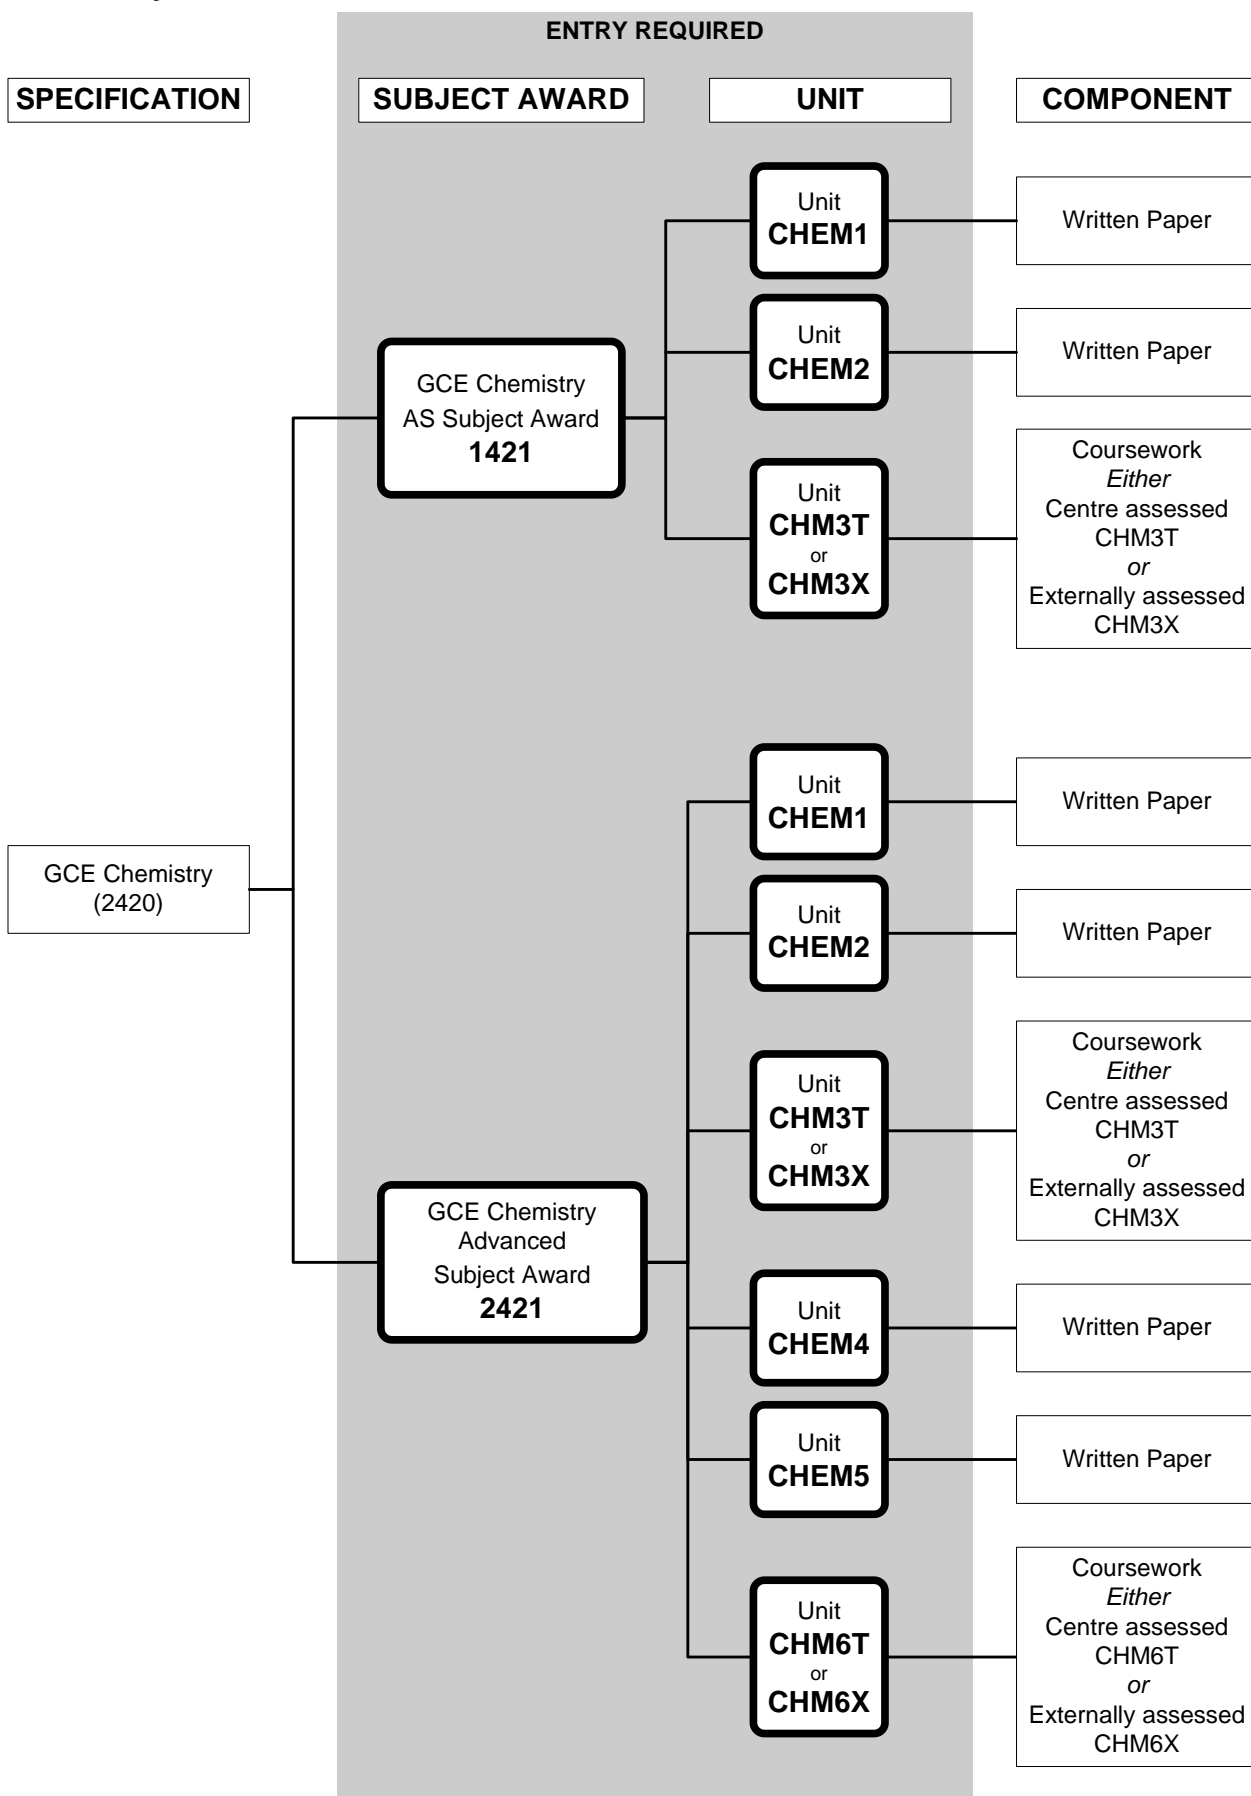 ENTRY REQUIRED
SPECIFICATION
SUBJECT AWARD
UNIT
COMPONENT
Unit
CHEM1
Written Paper
Unit
CHEM2
Written Paper
GCE Chemistry
AS Subject Award
1421
Unit
CHM3T
or
CHM3X
Coursework
Either
Centre assessed
CHM3T
or
Externally assessed
CHM3X
Unit
CHEM1
Written Paper
GCE Chemistry
(2420)
Unit
CHEM2
Written Paper
Unit
CHM3T
or
CHM3X
Coursework
Either
Centre assessed
CHM3T
or
Externally assessed
CHM3X
GCE Chemistry
Advanced
Subject Award
2421
Unit
CHEM4
Written Paper
Unit
CHEM5
Written Paper
Unit
CHM6T
or
CHM6X
Coursework
Either
Centre assessed
CHM6T
or
Externally assessed
CHM6X